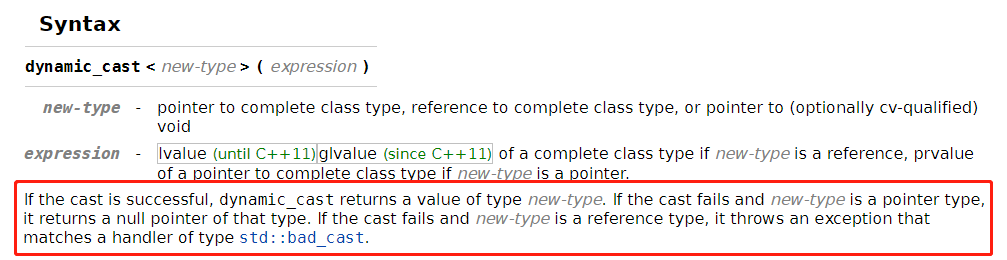 Syntax
dynamic_cast < new-type > ( expression )
new-type - pointer to complete class type, reference to complete class type, or pointer to (optionally cv-qualified)
void
expression - lvalue (until C++11)glvalue (since C++11) of a complete class type if new-type is a reference, prvalue
of a pointer to complete class type if new-type is a pointer.
If the cast is successful, dynamic_cast returns a value of type new-type. If the cast fails and new-type is a pointer type,
it returns a null pointer of that type. If the cast fails and new-type is a reference type, it throws an exception that
matches a handler of type std::bad_cast.